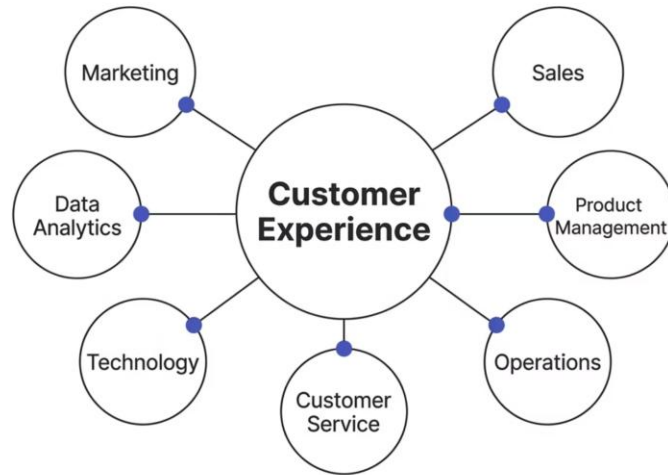 Marketing
Sales
Customer
Experience
Data
Analytics
Product
Management
Technology
Operations
Customer
Service